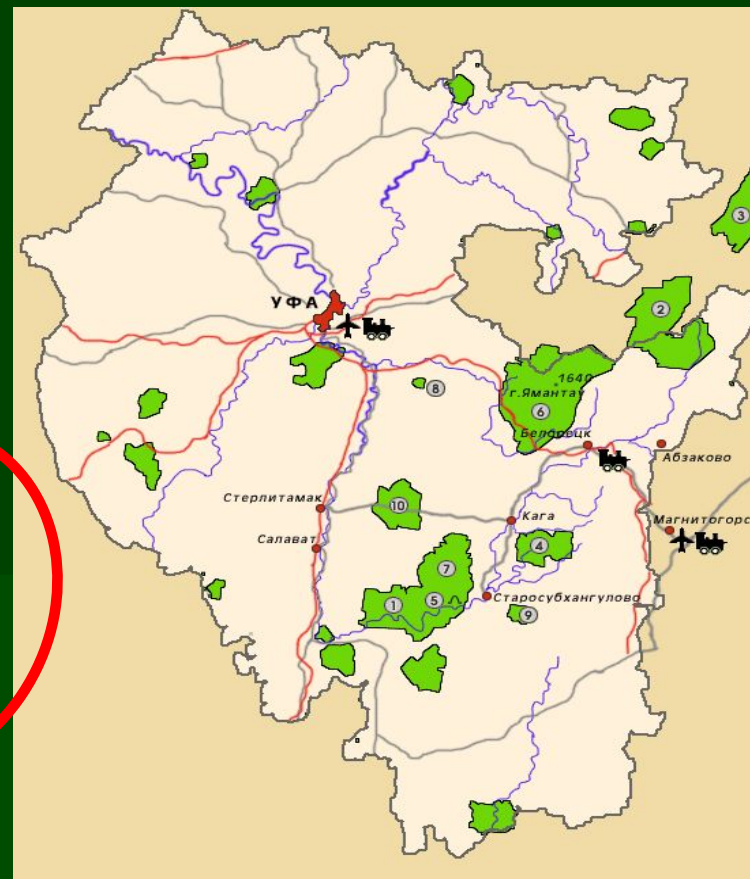 3
2
УФА
1640
г.Ямантау
8
6
Белорецк
Абзаково
Стерлитамак
10
Кага
Магнитогорс
Салават
4
7
1
5
Старосубхангулово
9